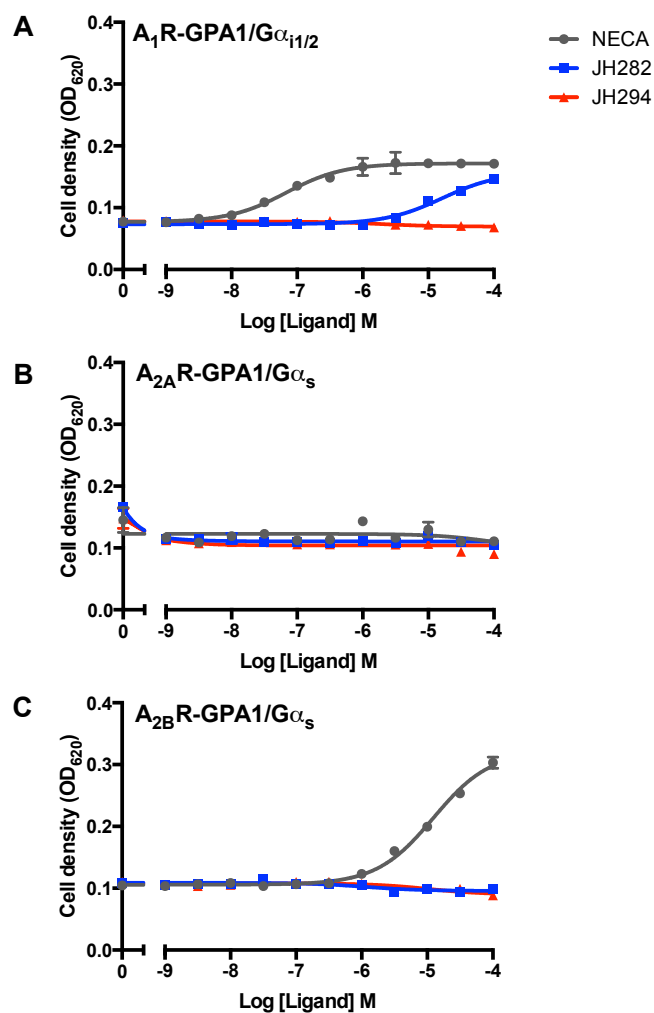 A
A1R-GPA1/Gαi1/2
NECA
JH282
JH294
Cell density (OD620)
0.4
0.3
0.2
0.1
0.0
0 -9 -8 -7 -6 -5 -4
Log [Ligand] M
B
A2AR-GPA1/Gαs
Cell density (OD620)
0.4
0.3
0.2
0.1
0.0
0 -9 -8 -7 -6 -5 -4
Log [Ligand] M
C
A2BR-GPA1/Gαs
Cell density (OD620)
0.4
0.3
0.2
0.1
0.0
0 -9 -8 -7 -6 -5 -4
Log [Ligand] M